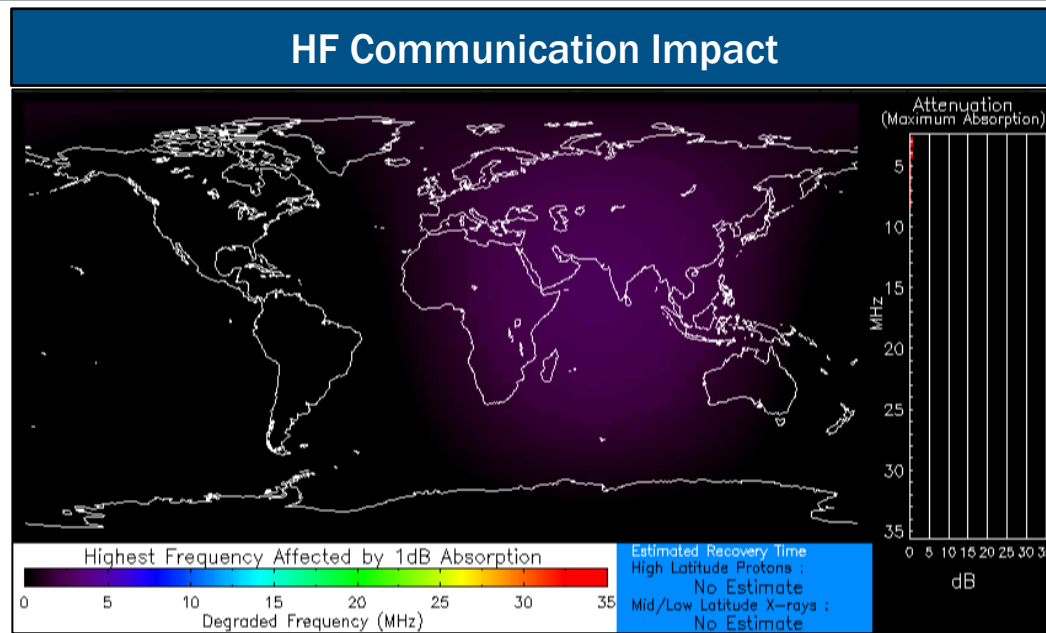 HF Communication Impact
Attenuation
(Maximum Absorption)
5
10
15
20
25
30
35
MHz
0 5 10 15 20 25 30
dB
Highest Frequency Affected by 1dB Absorption
0 5 10 15 20 25 30 35
Degraded Frequency (MHz)
Estimated Recovery Time
High Latitude Protons :
No Estimate
Mid/Low Latitude X-rays :
No Estimate